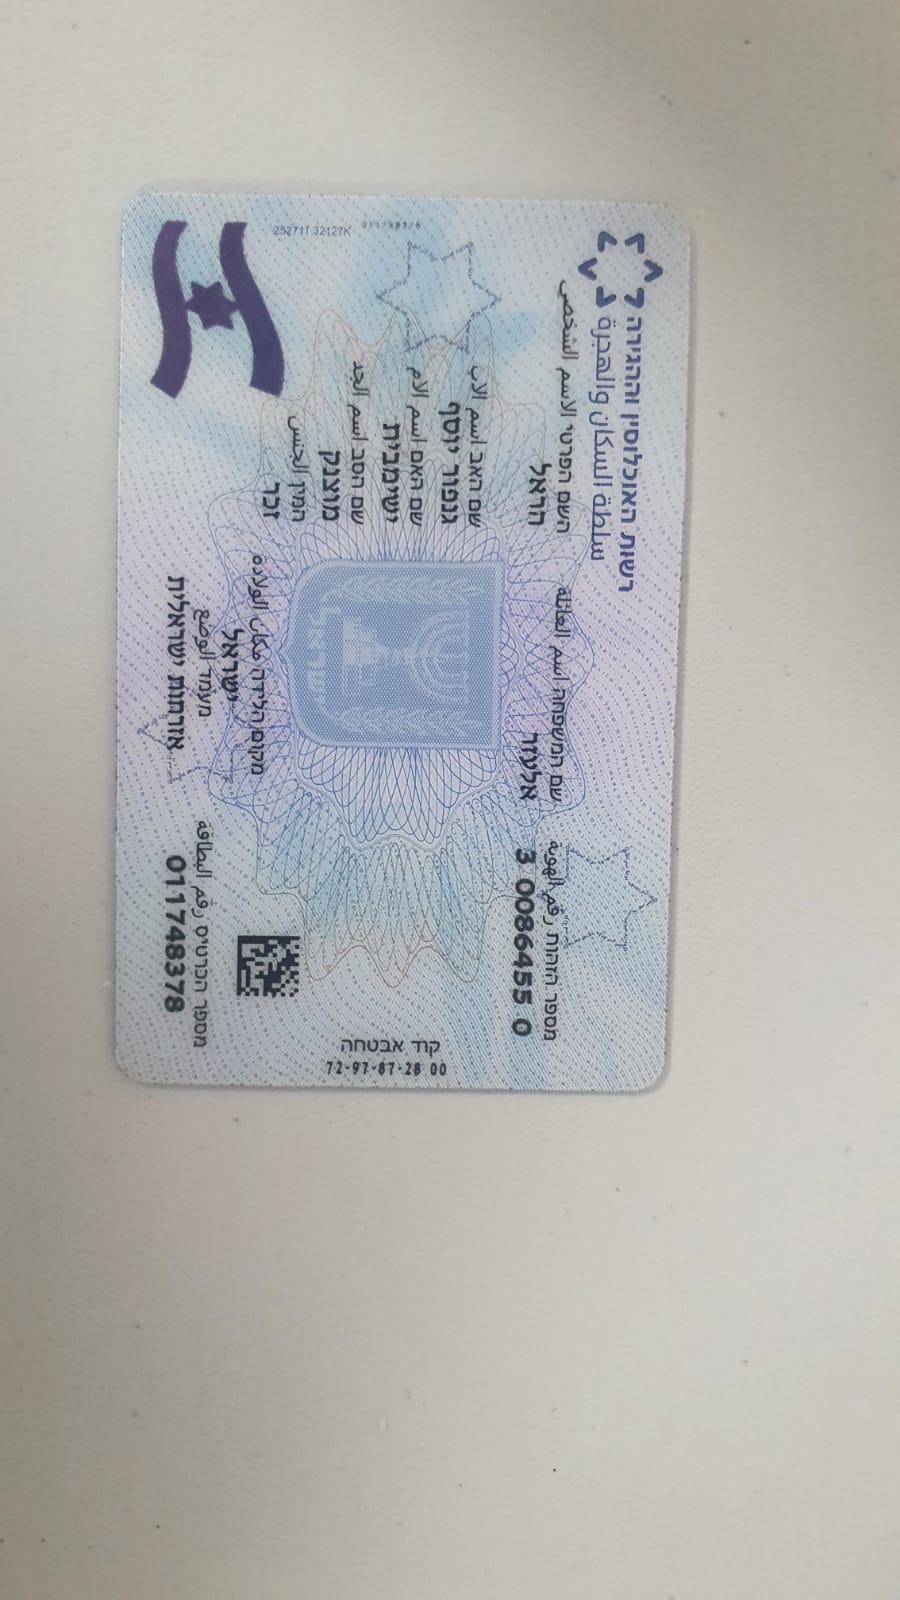 רשות האוכלוסין וההגירה
سلطة السكان والهجرة
מספר הזהות رقم الهوية
3 0086455 0
שם המשפחה اسم العائلة
אלעזר
השם הפרטי الاسم الشخصي
הראל
שם האב اسم الاب
גנפור יוסף
שם האם اسم الام
ישימבית
שם הסב اسم الجد
מוצנק
המין الجنس
זכר
ישראל
מקום הלידה مكان الولادة
ישראל
מעמד الوضع
אזרחות ישראלית
מספר הכרטיס رقم البطاقة
011748378
קוד אבטחה
72-97-87-28 00